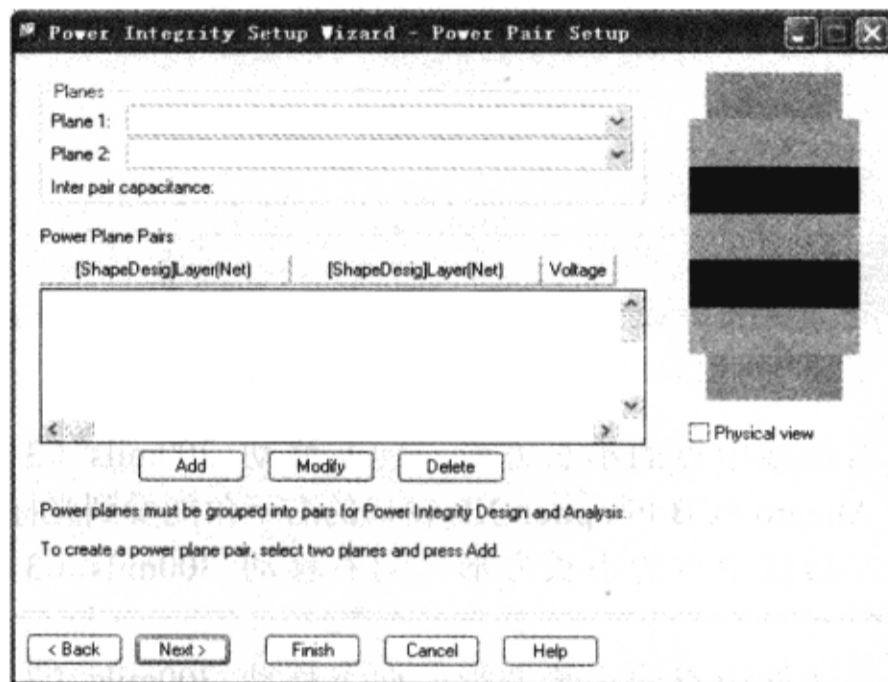 Power Integrity Setup Wizard - Power Pair Setup
Planes
Plane 1:
Plane 2:
Inter pair capacitance:
Power Plane Pairs
[ShapeDesig]Layer(Net) [ShapeDesig]Layer(Net) Voltage
Physical view
Add Modify Delete
Power planes must be grouped into pairs for Power Integrity Design and Analysis.
To create a power plane pair, select two planes and press Add.
< Back Next > Finish Cancel Help